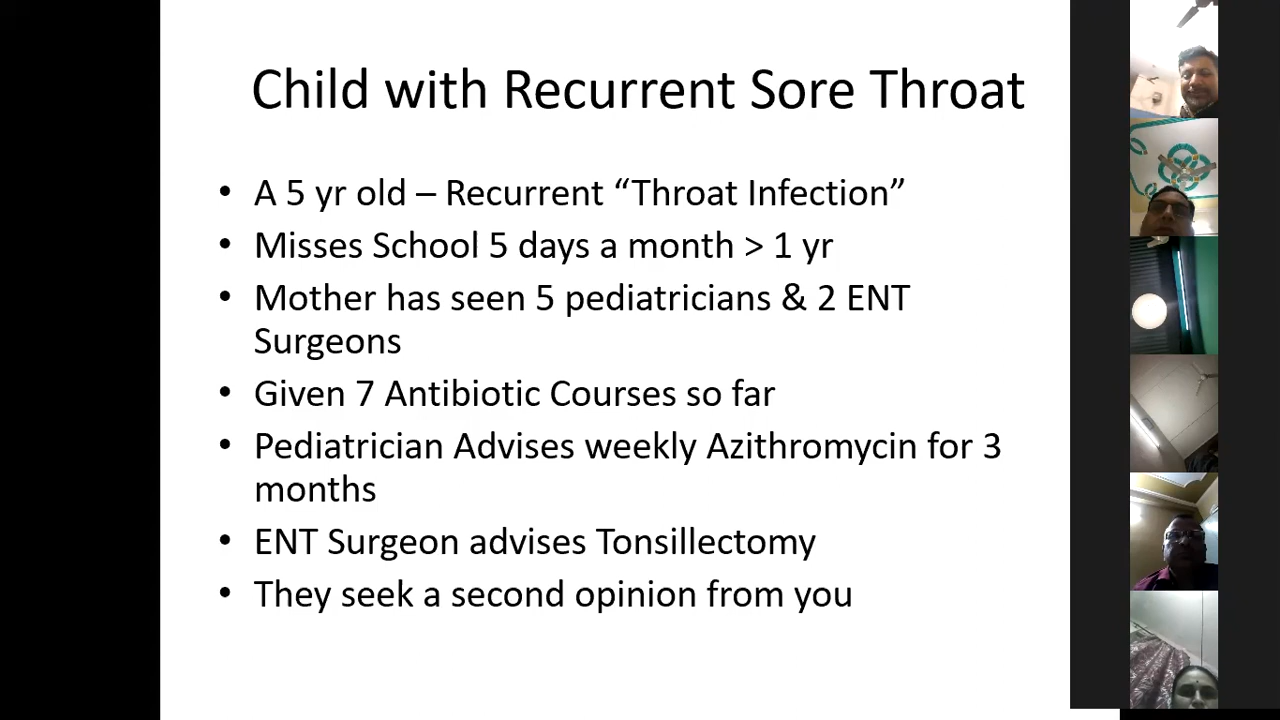 Child with Recurrent Sore Throat
• A 5 yr old – Recurrent “Throat Infection”
• Misses School 5 days a month > 1 yr
• Mother has seen 5 pediatricians & 2 ENT
Surgeons
• Given 7 Antibiotic Courses so far
• Pediatrician Advises weekly Azithromycin for 3
months
• ENT Surgeon advises Tonsillectomy
• They seek a second opinion from you